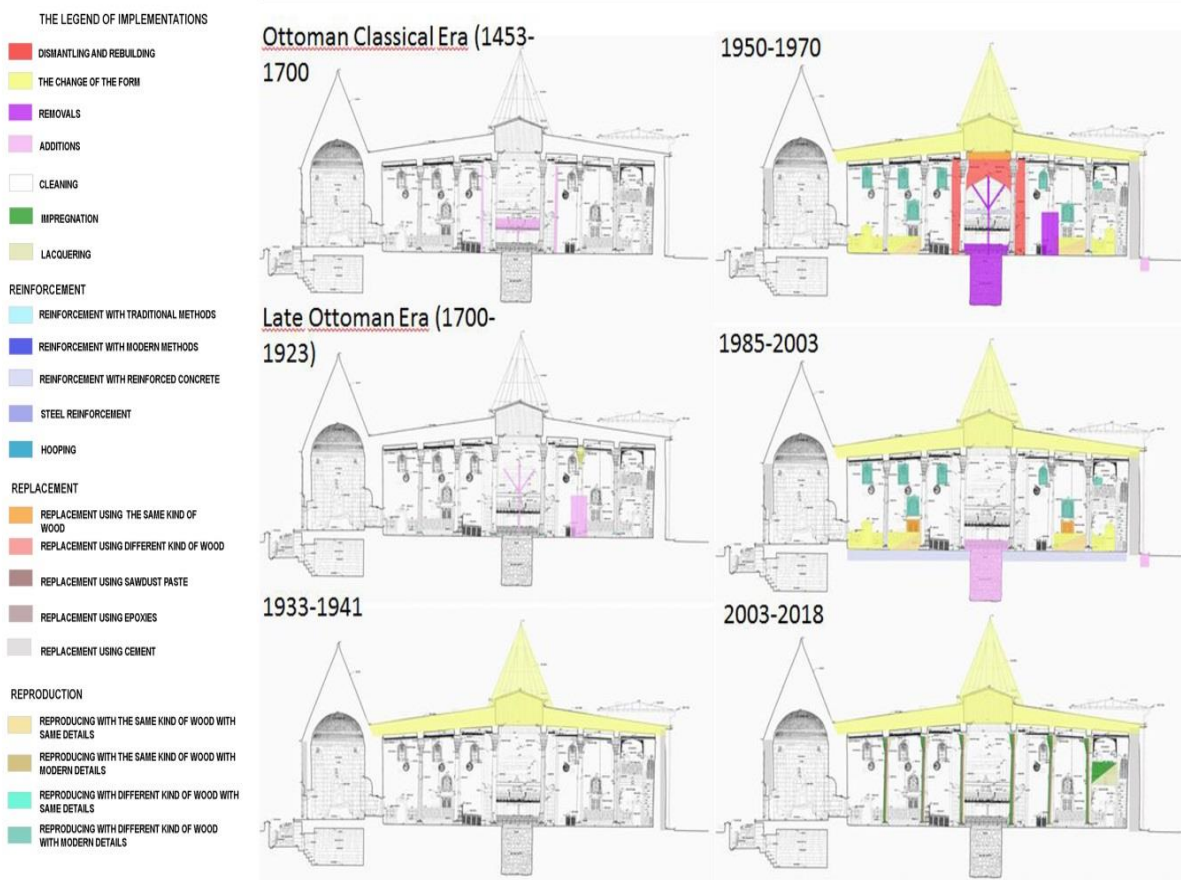 THE LEGEND OF IMPLEMENTATIONS
DISMANTLING AND REBUILDING
THE CHANGE OF THE FORM
REMOVALS
ADDITIONS
CLEANING
IMPREGNATION
LACQUERING
REINFORCEMENT
REINFORCEMENT WITH TRADITIONAL METHODS
REINFORCEMENT WITH MODERN METHODS
REINFORCEMENT WITH REINFORCED CONCRETE
STEEL REINFORCEMENT
HOOPING
REPLACEMENT
REPLACEMENT USING THE SAME KIND OF
WOOD
REPLACEMENT USING DIFFERENT KIND OF WOOD
REPLACEMENT USING SAWDUST PASTE
REPLACEMENT USING EPOXIES
REPLACEMENT USING CEMENT
REPRODUCTION
REPRODUCING WITH THE SAME KIND OF WOOD WITH
SAME DETAILS
REPRODUCING WITH THE SAME KIND OF WOOD WITH
MODERN DETAILS
REPRODUCING WITH DIFFERENT KIND OF WOOD WITH
SAME DETAILS
REPRODUCING WITH DIFFERENT KIND OF WOOD
WITH MODERN DETAILS
Ottoman Classical Era (1453-
1700
1950-1970
Late Ottoman Era (1700-
1923)
1985-2003
1933-1941
2003-2018